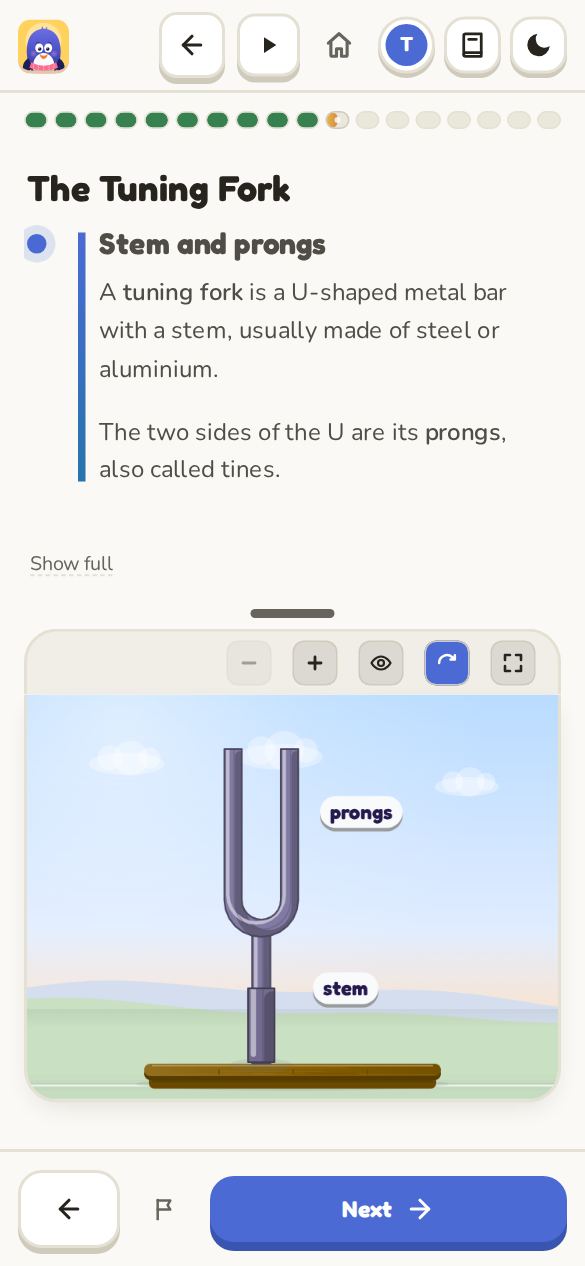 T
The Tuning Fork
Stem and prongs
A tuning fork is a U-shaped metal bar
with a stem, usually made of steel or
aluminium.
The two sides of the U are its prongs,
also called tines.
Show full
prongs
stem
Next